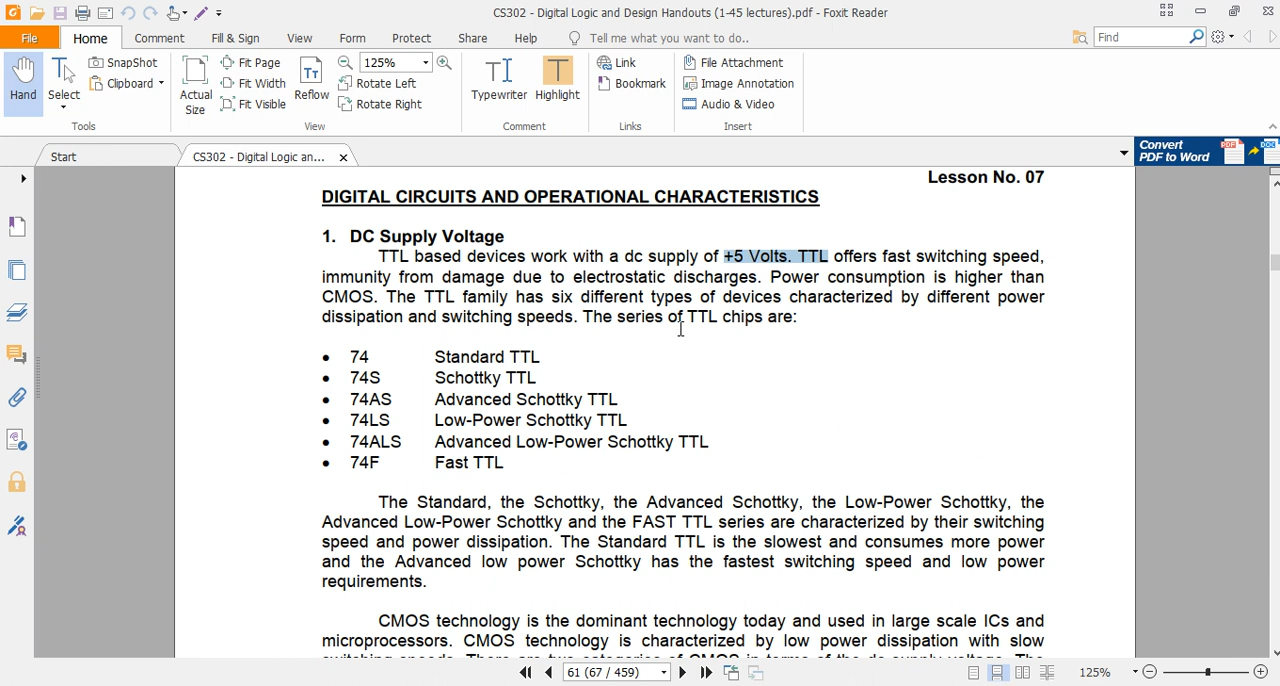 CS302 - Digital Logic and Design Handouts (1-45 lectures).pdf - Foxit Reader
File Home Comment Fill & Sign View Form Protect Share Help Tell me what you want to do.. Find
Hand Select SnapShot Clipboard Actual Size Fit Page Fit Width Fit Visible Reflow 125% Rotate Left Rotate Right Typewriter Highlight Link Bookmark File Attachment Image Annotation Audio & Video
Tools View Comment Links Insert
Start CS302 - Digital Logic an... Convert PDF to Word PDF DOC
Lesson No. 07
DIGITAL CIRCUITS AND OPERATIONAL CHARACTERISTICS
1. DC Supply Voltage
TTL based devices work with a dc supply of +5 Volts. TTL offers fast switching speed,
immunity from damage due to electrostatic discharges. Power consumption is higher than
CMOS. The TTL family has six different types of devices characterized by different power
dissipation and switching speeds. The series of TTL chips are:
• 74 Standard TTL
• 74S Schottky TTL
• 74AS Advanced Schottky TTL
• 74LS Low-Power Schottky TTL
• 74ALS Advanced Low-Power Schottky TTL
• 74F Fast TTL
The Standard, the Schottky, the Advanced Schottky, the Low-Power Schottky, the
Advanced Low-Power Schottky and the FAST TTL series are characterized by their switching
speed and power dissipation. The Standard TTL is the slowest and consumes more power
and the Advanced low power Schottky has the fastest switching speed and low power
requirements.
CMOS technology is the dominant technology today and used in large scale ICs and
microprocessors. CMOS technology is characterized by low power dissipation with slow
61 (67 / 459) 125%